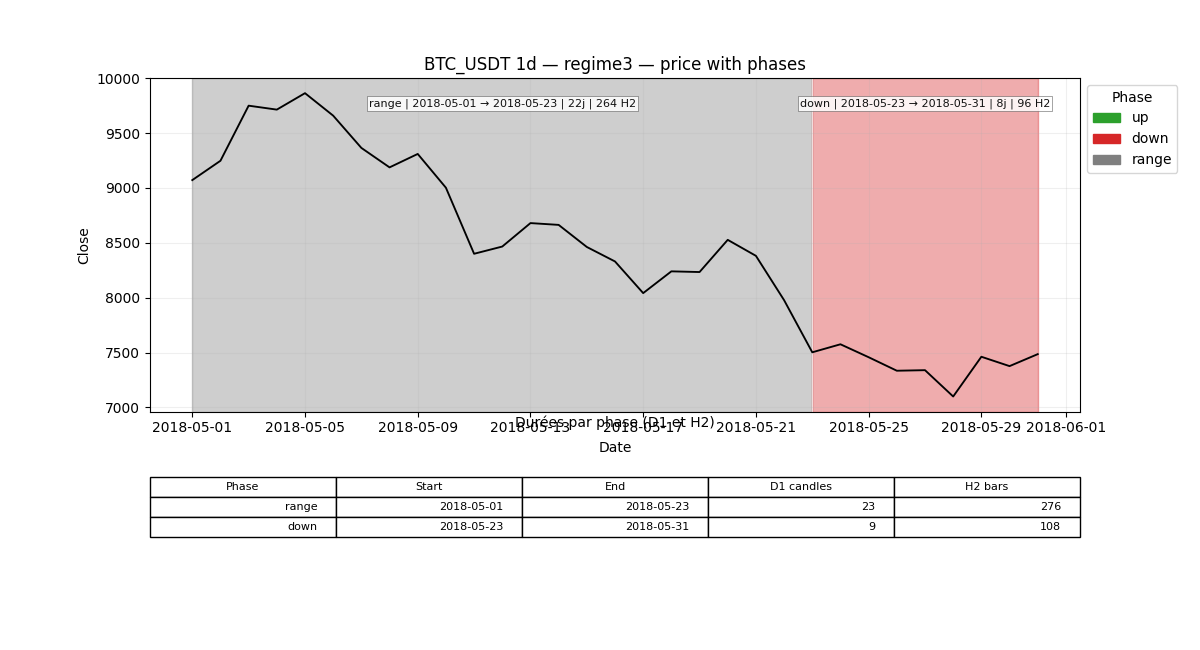 BTC_USDT 1d — regime3 — price with phases
10000
9500
9000
8500
8000
7500
7000
Close
range | 2018-05-01 → 2018-05-23 | 22j | 264 H2
down | 2018-05-23 → 2018-05-31 | 8j | 96 H2
Phase
up
down
range
Durées par phase (D1 et H2)
2018-05-01 2018-05-05 2018-05-09 2018-05-13 2018-05-17 2018-05-21 2018-05-25 2018-05-29 2018-06-01
Date
Phase Start End D1 candles H2 bars
range 2018-05-01 2018-05-23 23 276
down 2018-05-23 2018-05-31 9 108